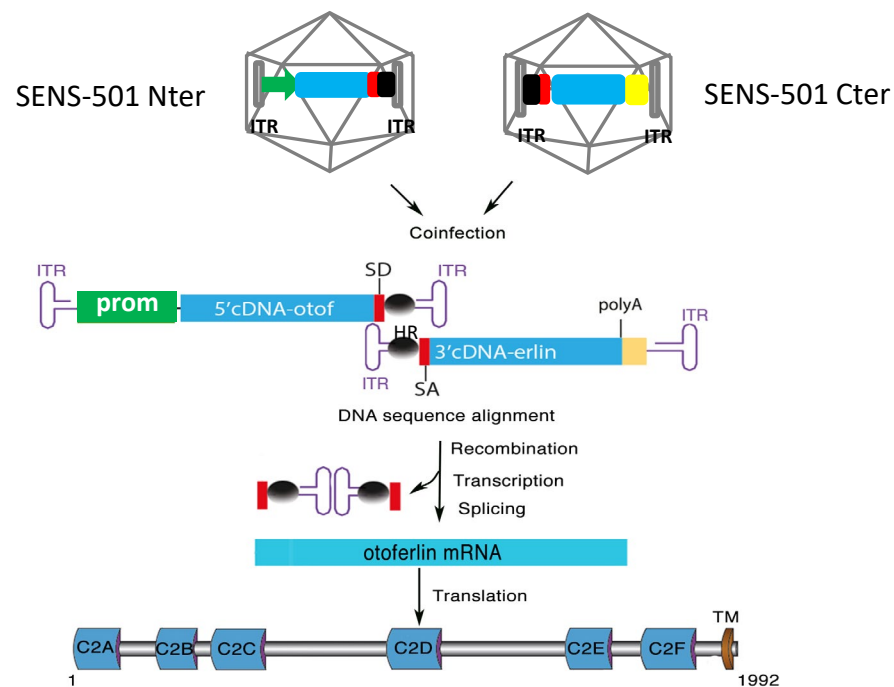 SENS-501 Nter
ITR
ITR
ITR
ITR
SENS-501 Cter
Coinfection
ITR
SD
ITR
prom
5'cDNA-otof
HR
polyA
ITR
3'cDNA-erlin
ITR
SA
DNA sequence alignment
Recombination
Transcription
Splicing
otoferlin mRNA
Translation
TM
C2A
C2B
C2C
C2D
C2E
C2F
1
1992